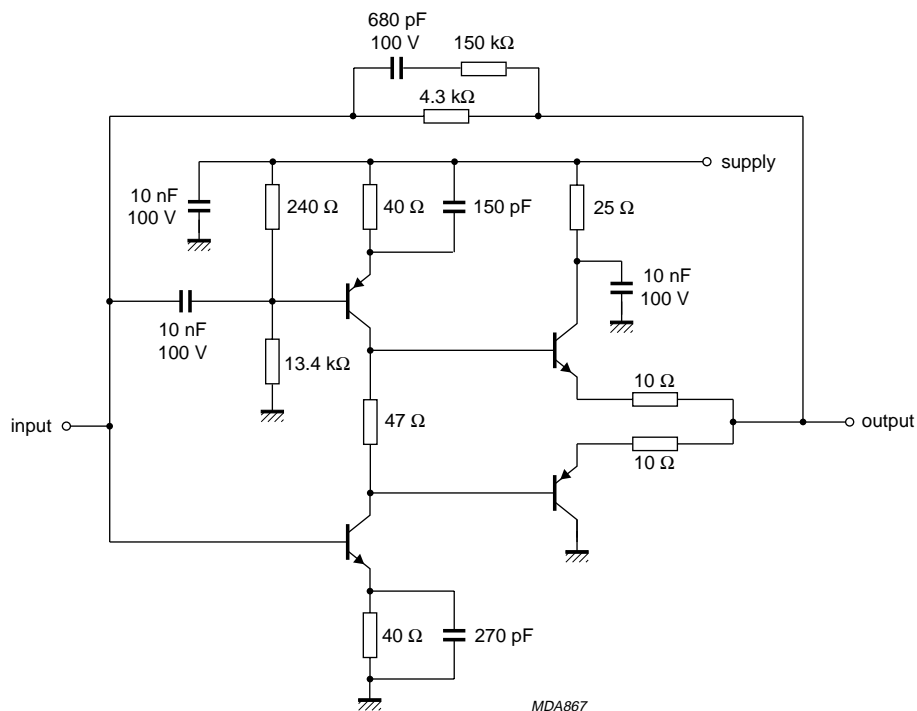 680 pF
100 V
150 kΩ
4.3 kΩ
supply
10 nF
100 V
240 Ω
40 Ω
150 pF
25 Ω
10 nF
100 V
10 nF
100 V
13.4 kΩ
10 Ω
input
47 Ω
output
10 Ω
40 Ω
270 pF
MDA867